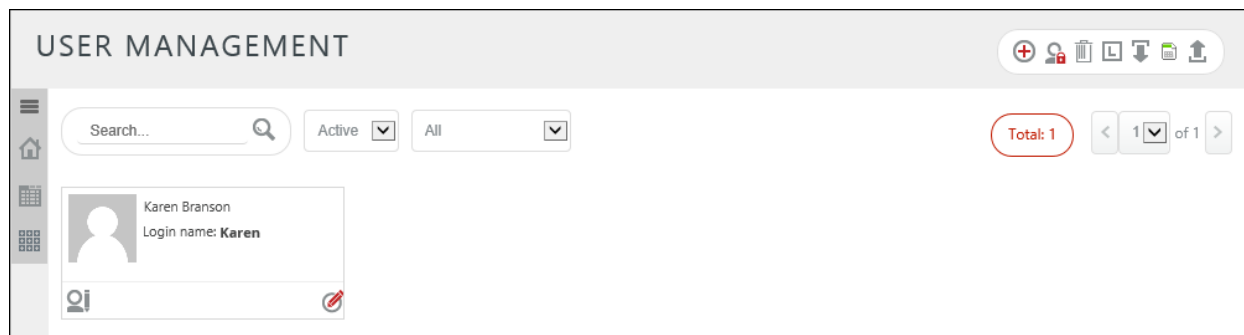 USER MANAGEMENT
Search... Active All Total: 1 1 of 1
Karen Branson
Login name: Karen